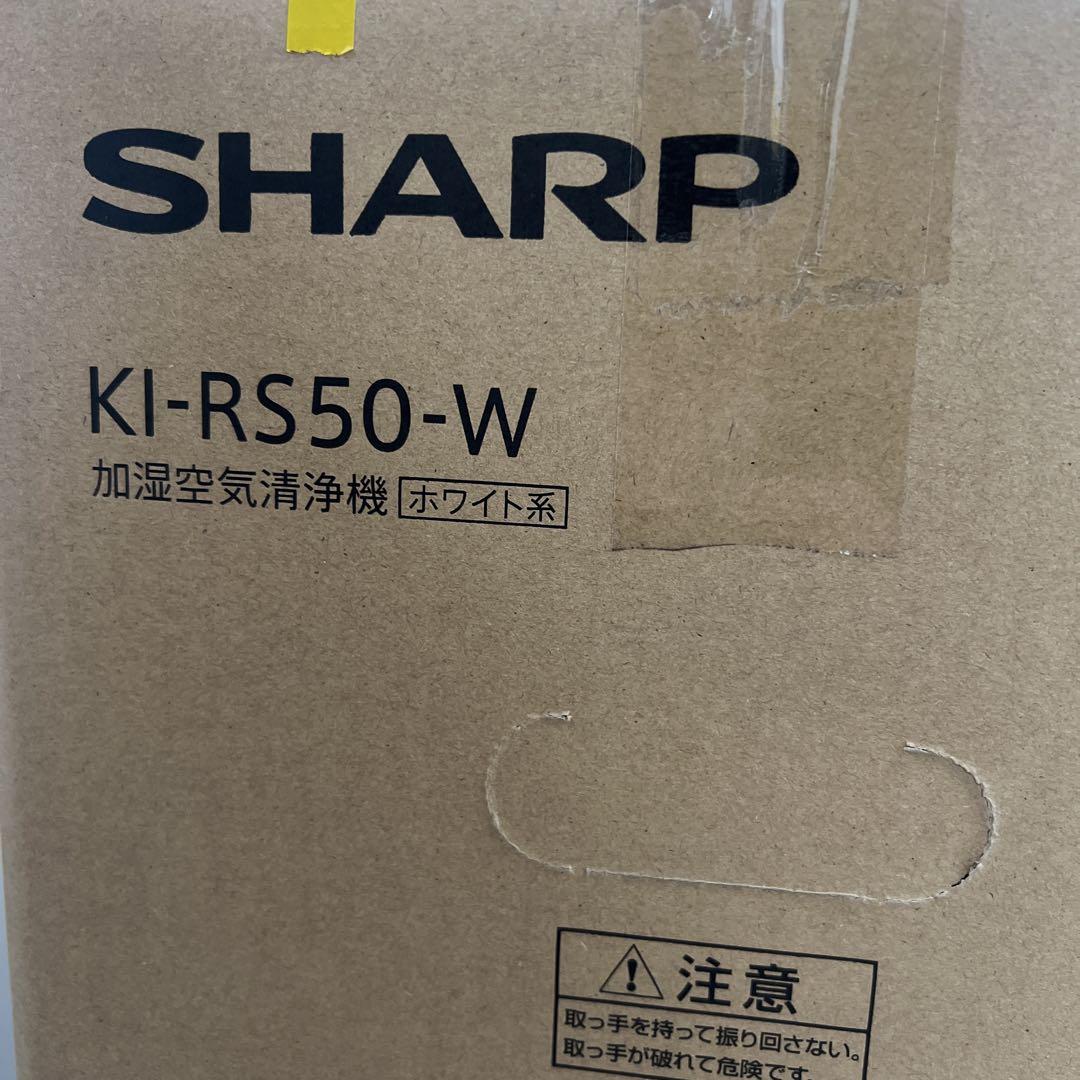 SHARP
KI-RS50-W
加湿空気清浄機 ホワイト系
注意
取っ手を持って振り回さない。
取っ手が破れて危険です。